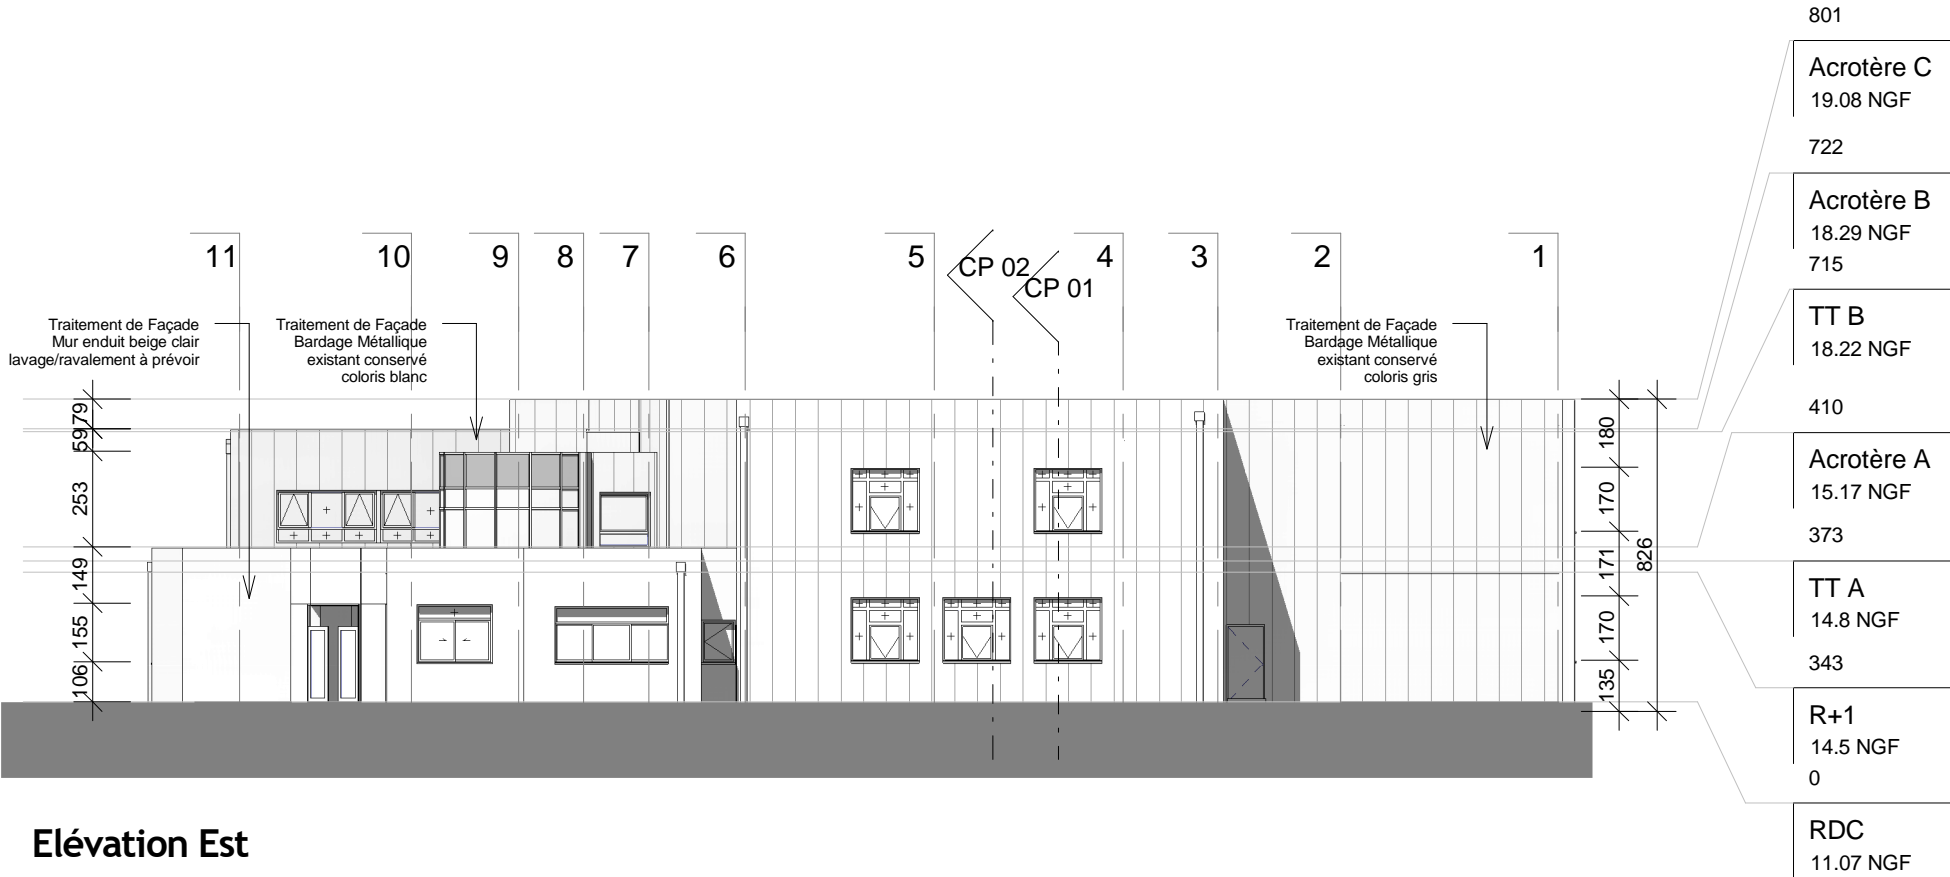 801
Acrotère C
19.08 NGF
722
Acrotère B
18.29 NGF
715
TT B
18.22 NGF
410
Acrotère A
15.17 NGF
373
TT A
14.8 NGF
343
R+1
14.5 NGF
0
RDC
11.07 NGF
11
10
9
8
7
6
5
4
3
2
1
CP 02
CP 01
Traitement de Façade
Mur enduit beige clair
lavage/ravalement à prévoir
Traitement de Façade
Bardage Métallique
existant conservé
coloris blanc
Traitement de Façade
Bardage Métallique
existant conservé
coloris gris
79
59
253
149
155
106
180
170
171
170
135
826
Elévation Est